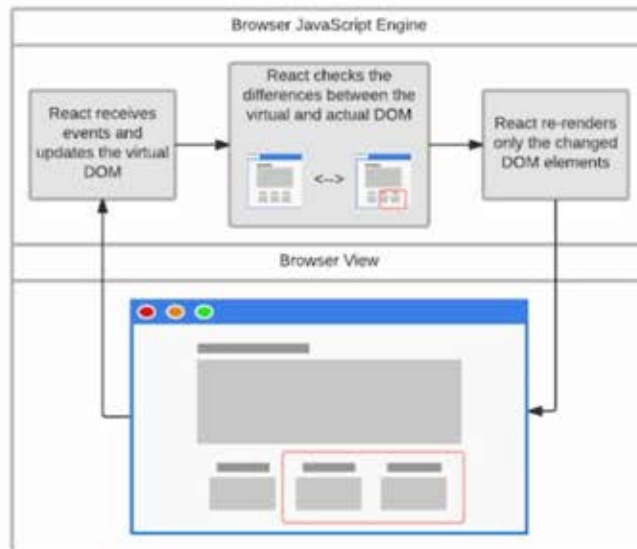 Browser JavaScript Engine
React receives
events and
updates the virtual
DOM
React checks the
differences between the
virtual and actual DOM
<-->
React re-renders
only the changed
DOM elements
Browser View